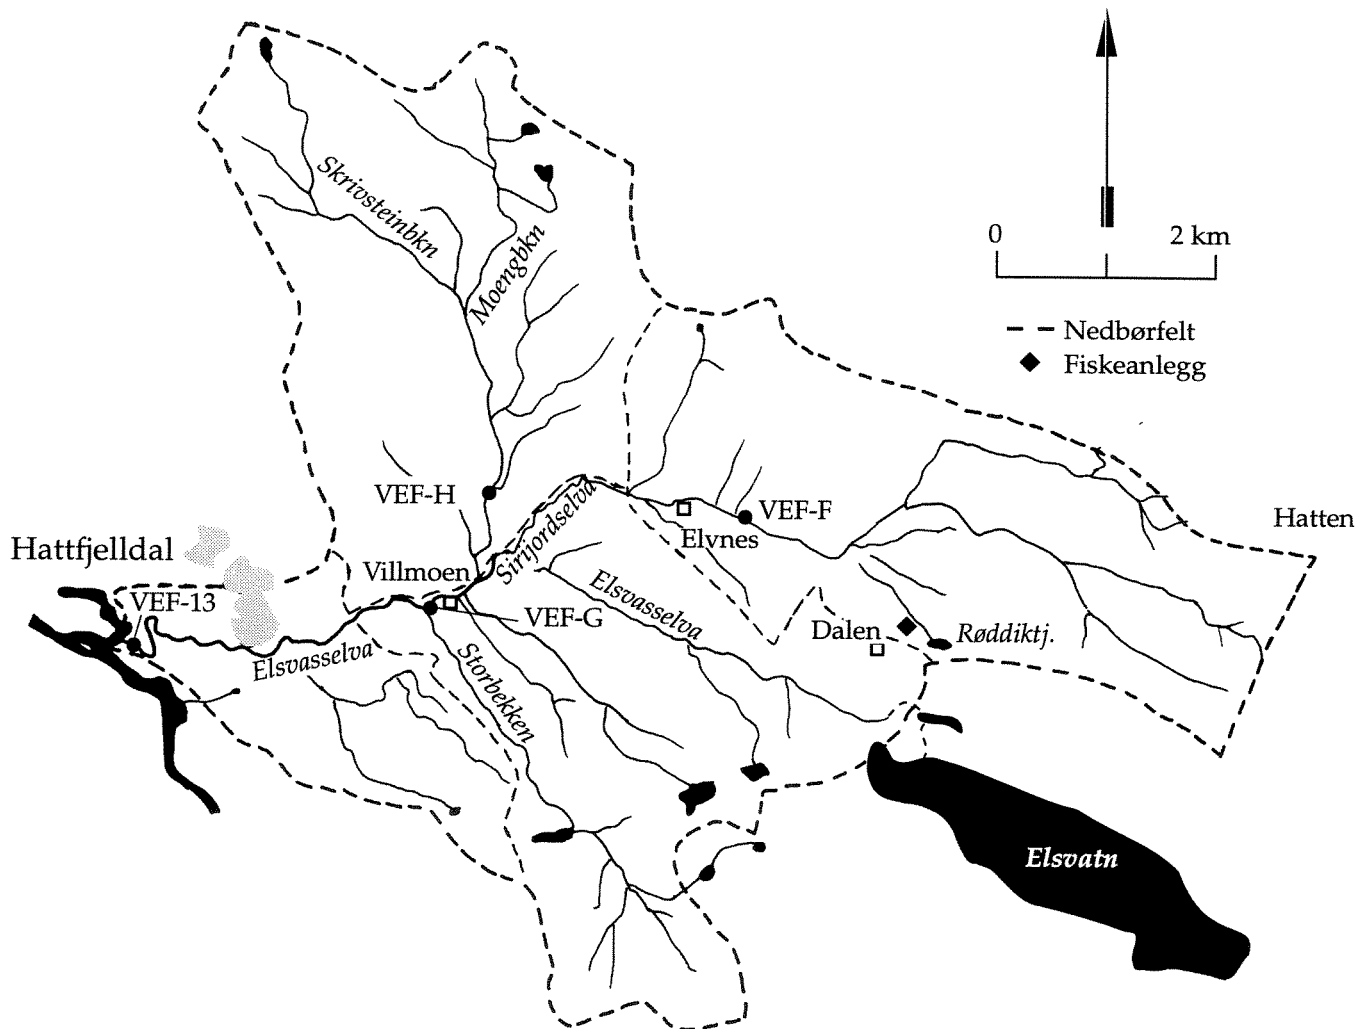 0
2 km
Nedbørfelt
Fiskeanlegg
Skrivsteinbkn
Moengbkn
VEF-H
Sirijordselva
VEF-F
Elvnes
Hatten
Hattfjelldal
Villmoen
VEF-13
VEF-G
Elsvasselva
Dalen
Røddiktj.
Elsvasselva
Storbekken
Elsvatn